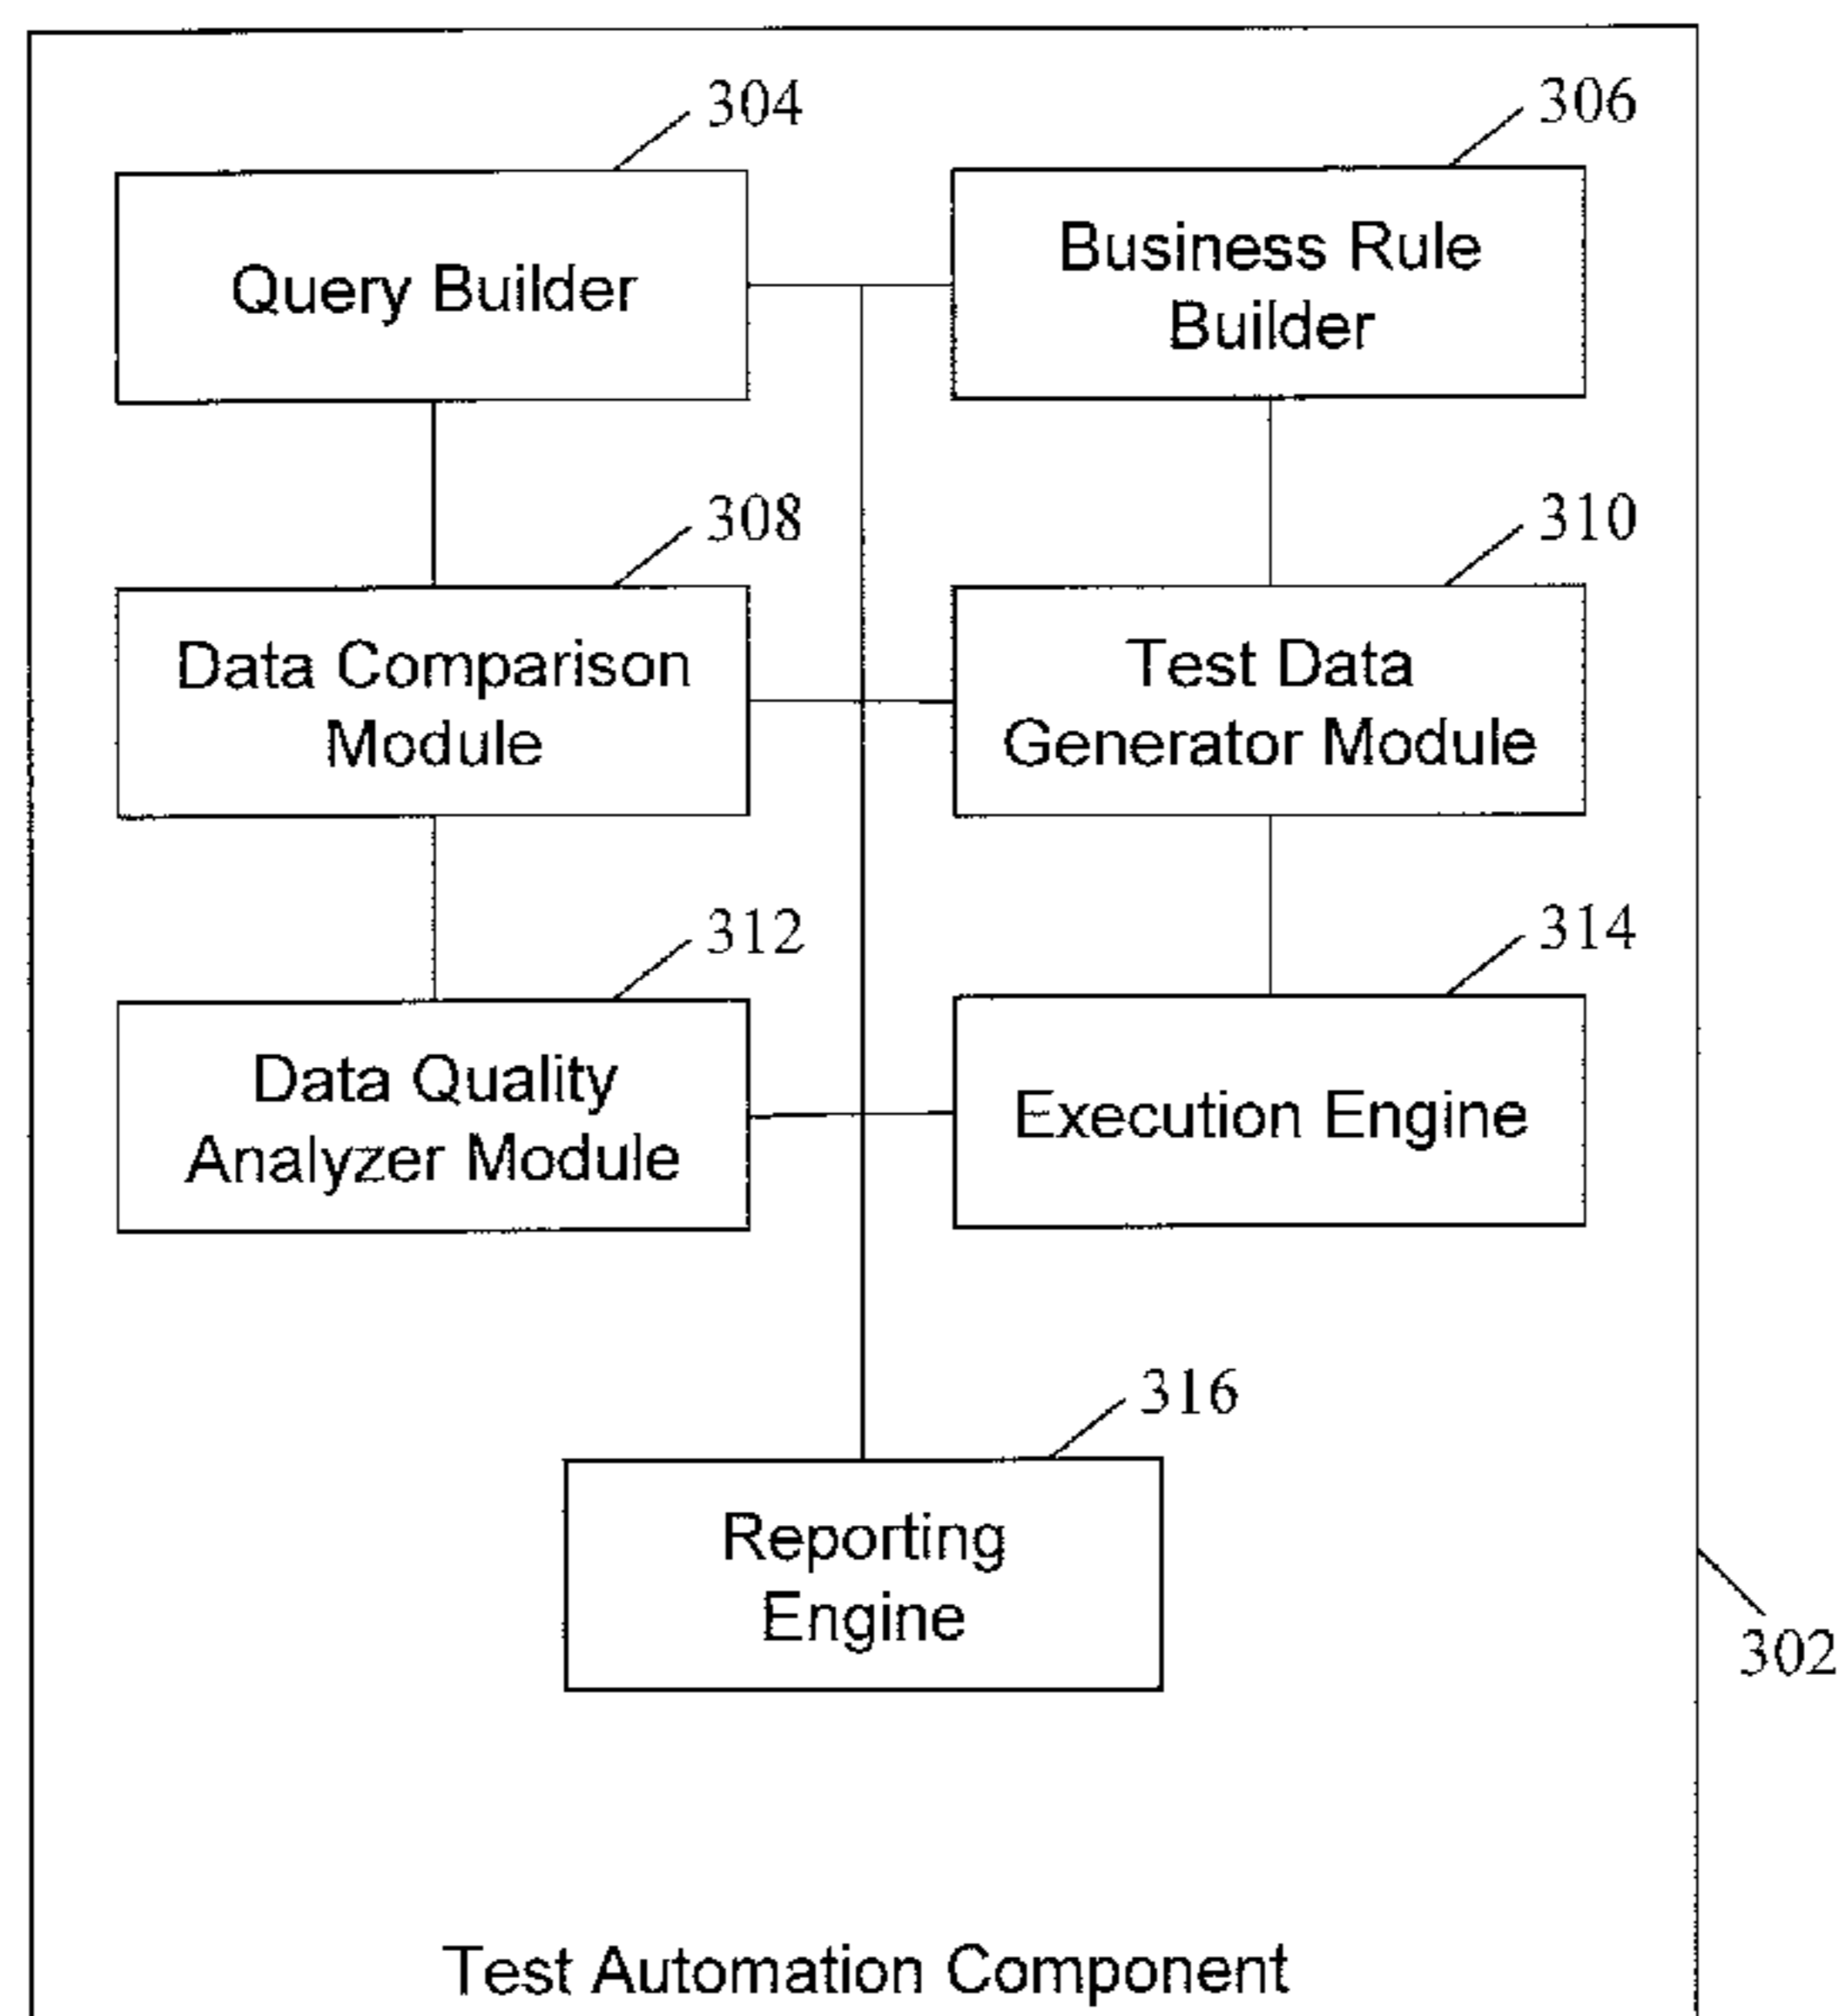 304
306
Query Builder
Business Rule
Builder
308
310
Data Comparison
Module
Test Data
Generator Module
312
314
Data Quality
Analyzer Module
Execution Engine
316
Reporting
Engine
302
Test Automation Component